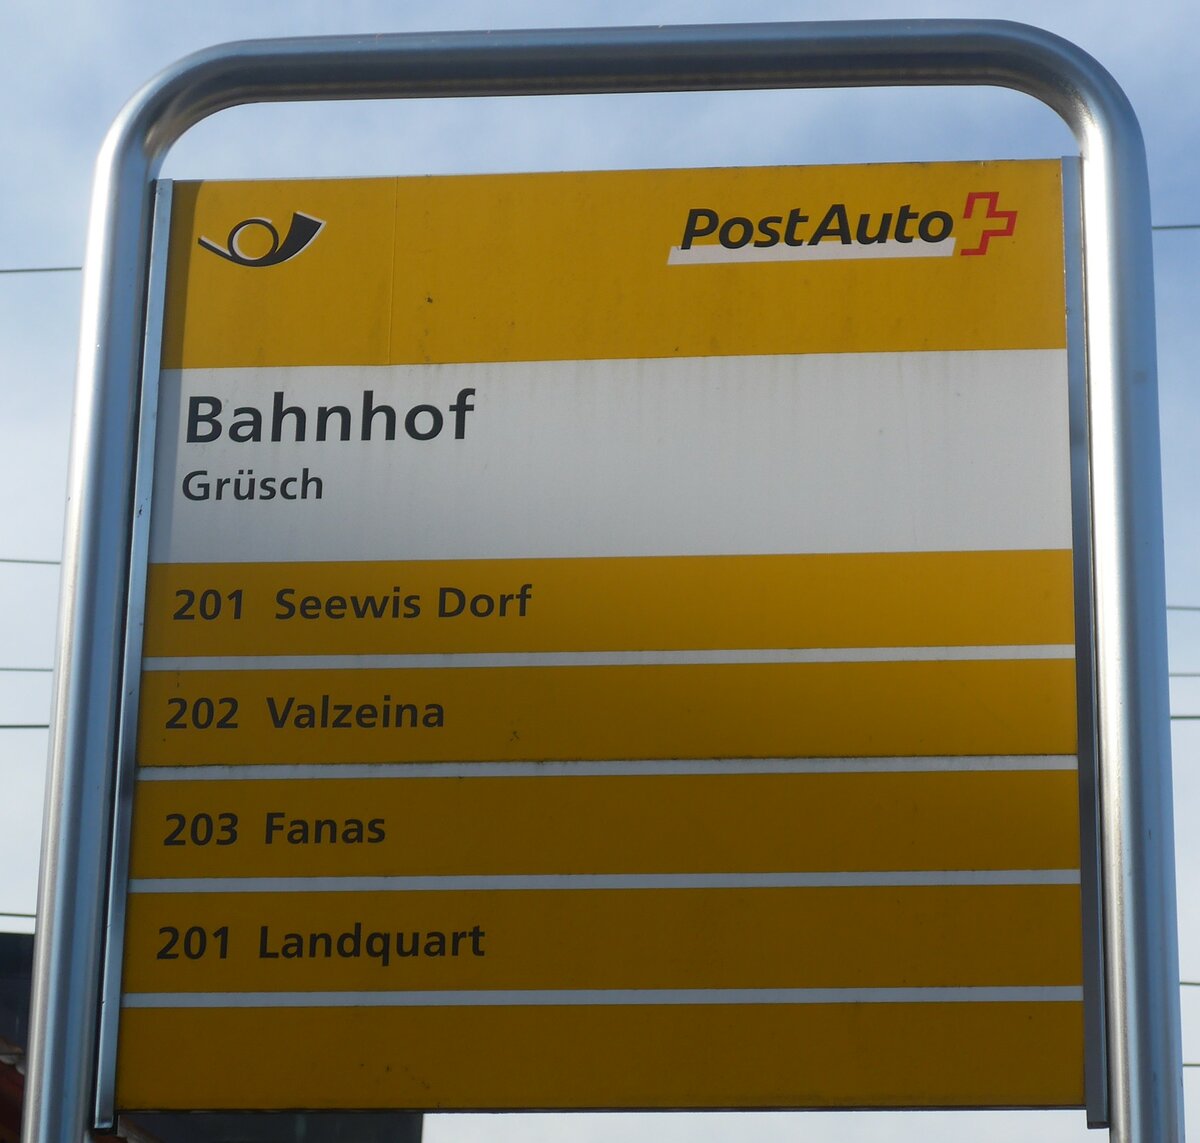 PostAuto
Bahnhof
Grüsch
201 Seewis Dorf
202 Valzeina
203 Fanas
201 Landquart